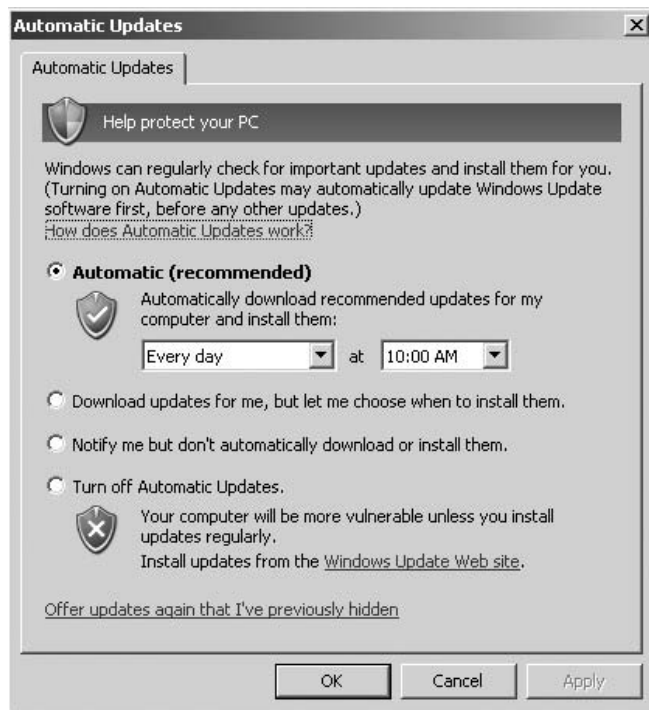 Automatic Updates
Automatic Updates
Help protect your PC
Windows can regularly check for important updates and install them for you.
(Turning on Automatic Updates may automatically update Windows Update
software first, before any other updates.)
How does Automatic Updates work?
Automatic (recommended)
Automatically download recommended updates for my
computer and install them:
Every day at 10:00 AM
Download updates for me, but let me choose when to install them.
Notify me but don't automatically download or install them.
Turn off Automatic Updates.
Your computer will be more vulnerable unless you install
updates regularly.
Install updates from the Windows Update Web site.
Offer updates again that I've previously hidden
OK Cancel Apply